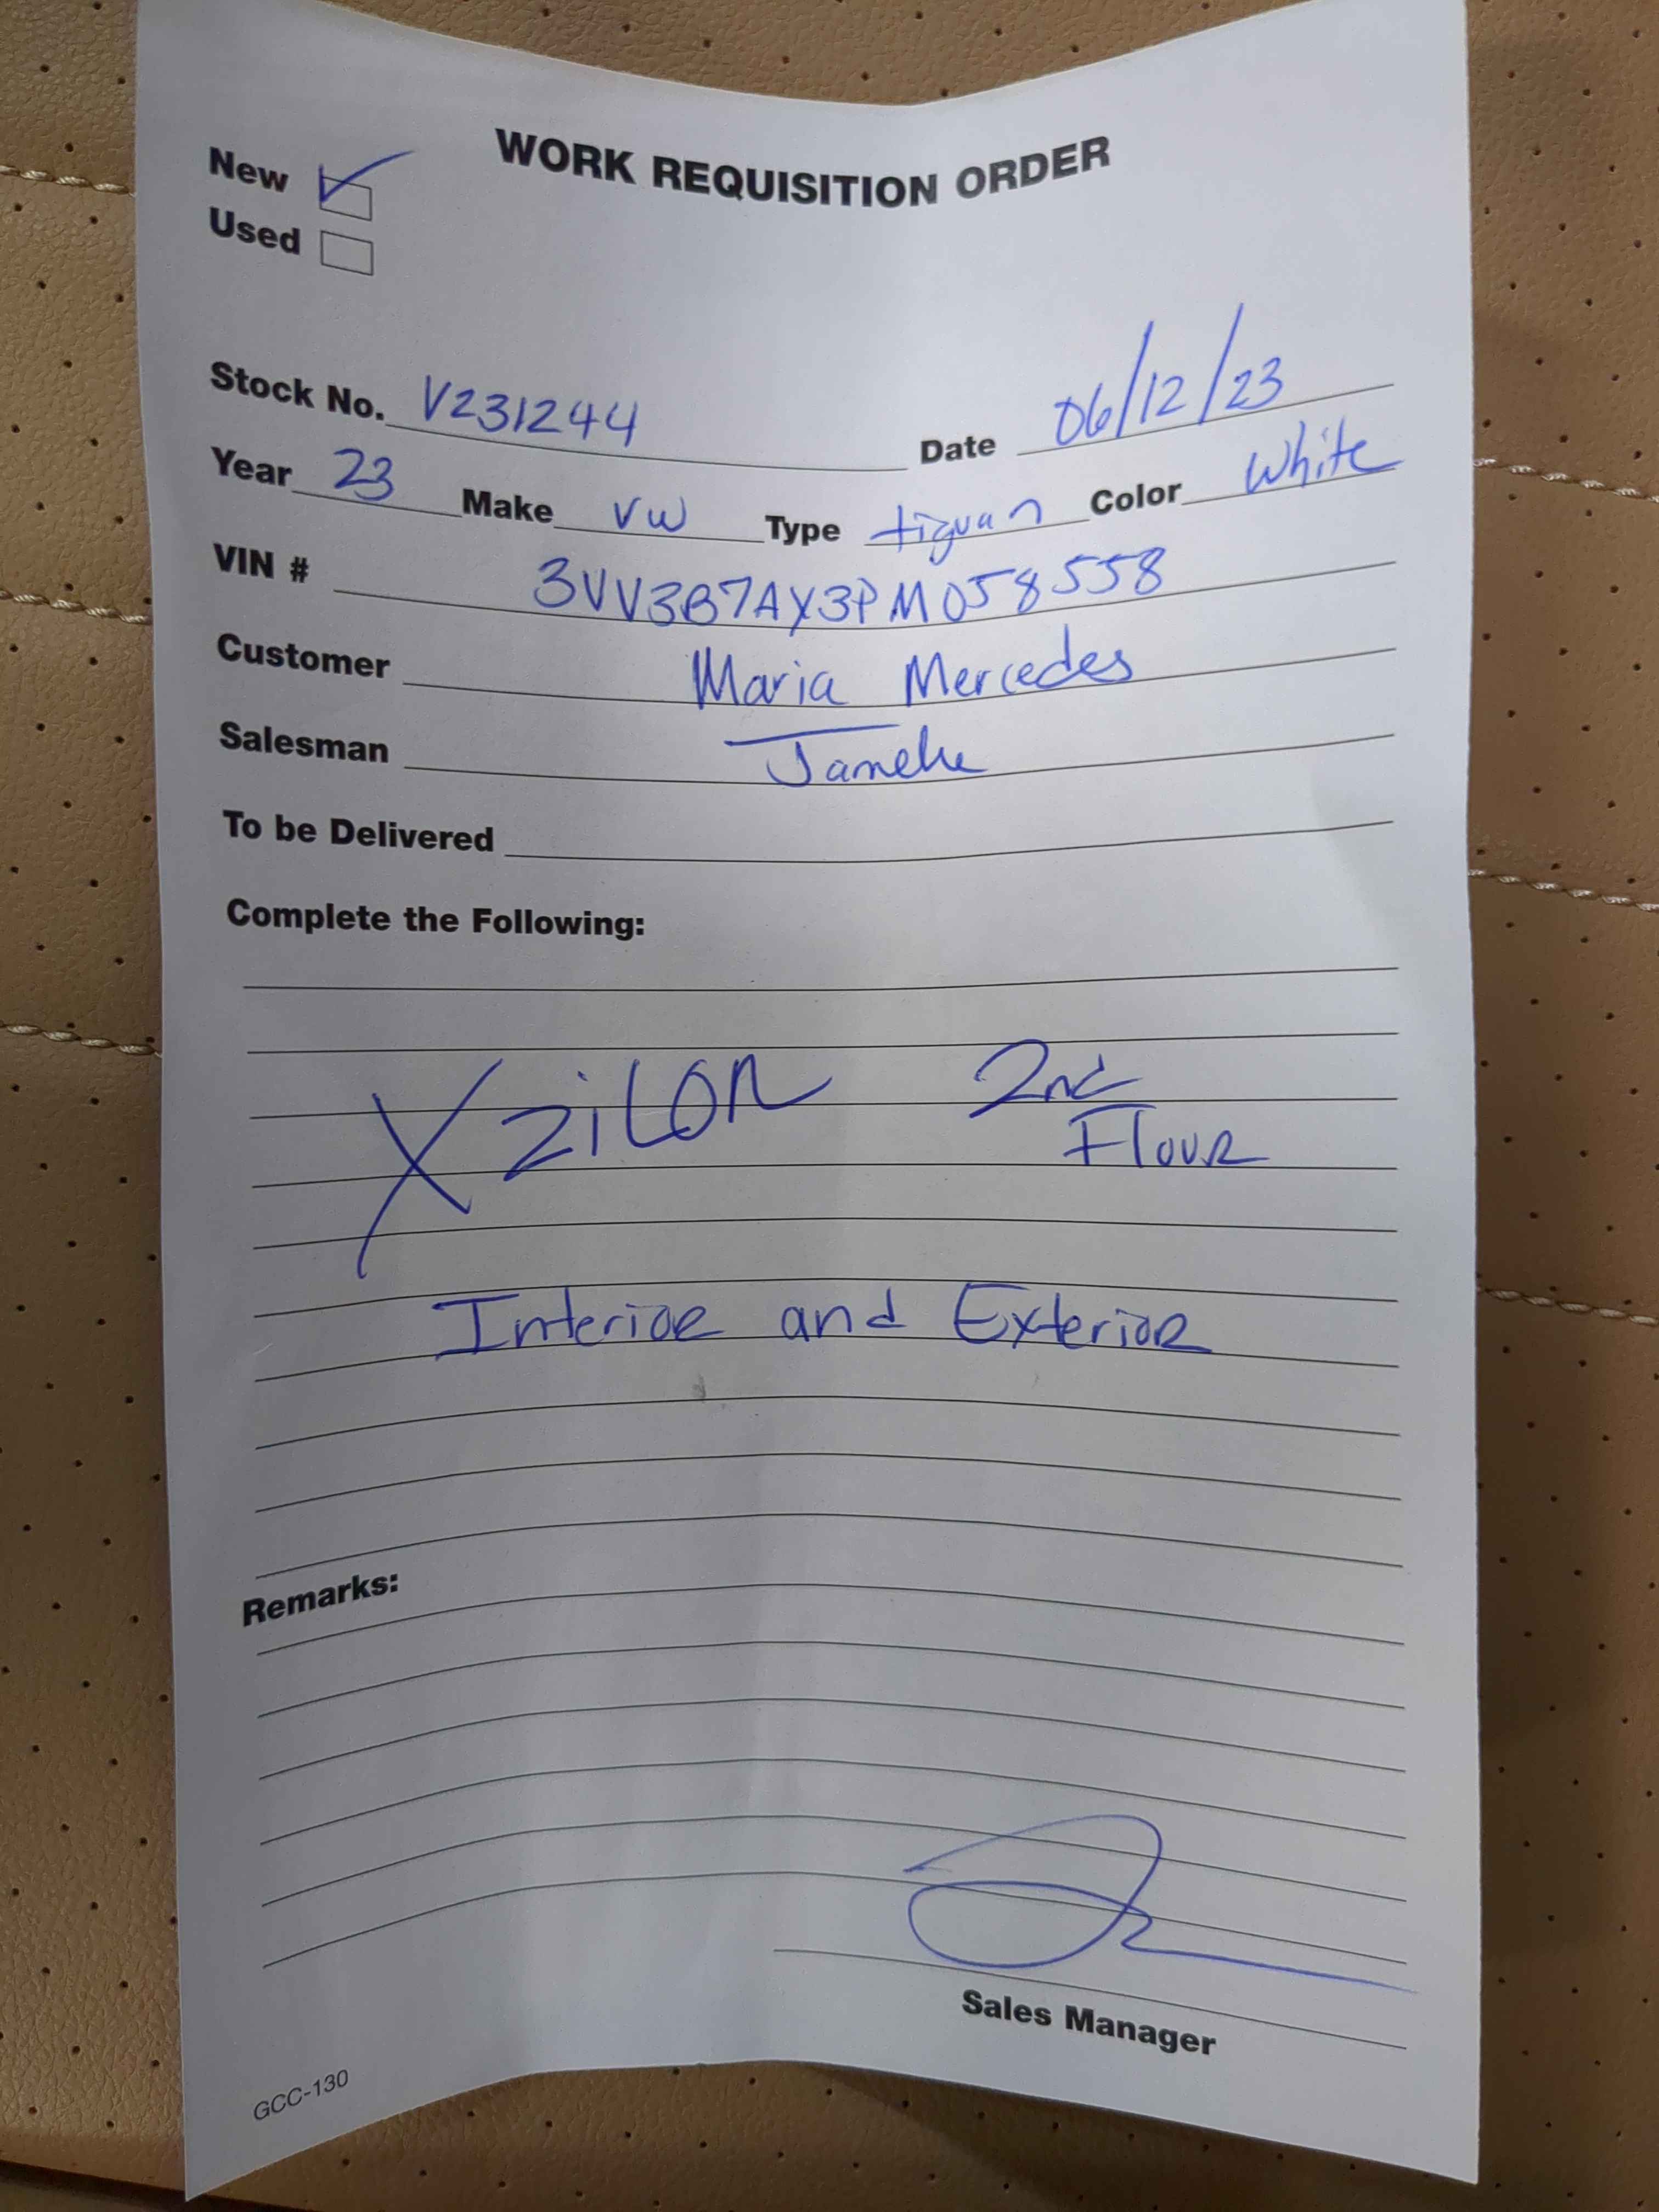 WORK REQUISITION ORDER
New
Used
Stock No. V231244 Date 06/12/23
Year 23 Make VW Type tiguan Color White
VIN # 3VV3B7AX3PM058558
Customer Maria Mercedes
Salesman
To be Delivered
Complete the Following:
Xzilon 2nd
Flour
Interior and Exterior
Remarks:
Sales Manager
GCC-130